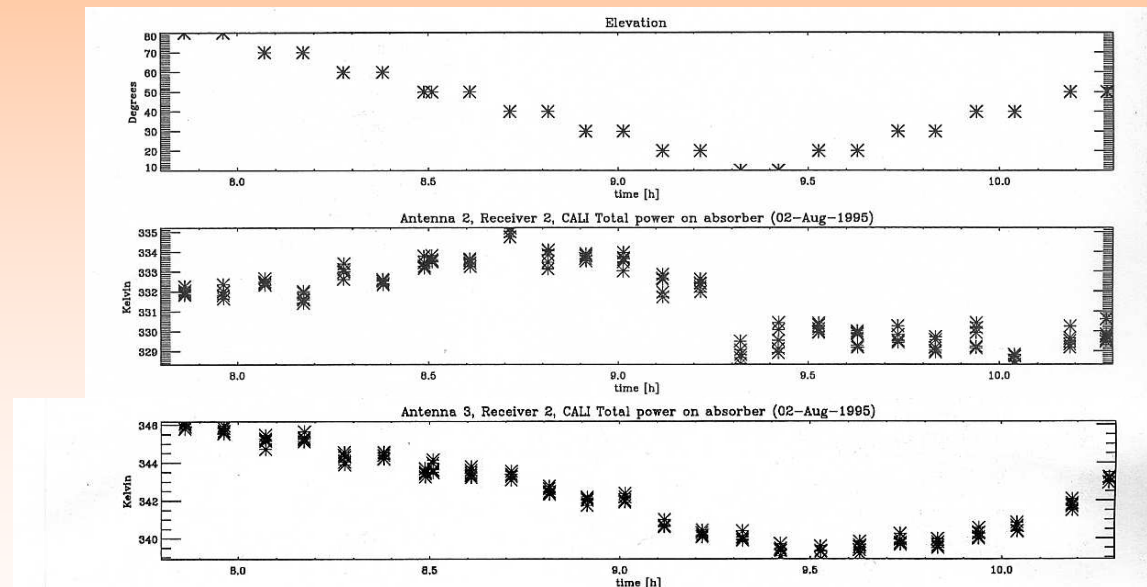 Elevation
80
70
60
50
40
30
20
10
Degrees
8.0 8.5 9.0 9.5 10.0
time [h]
Antenna 2, Receiver 2, CALI Total power on absorber (02-Aug-1995)
335
334
333
332
331
330
329
Kelvin
8.0 8.5 9.0 9.5 10.0
time [h]
Antenna 3, Receiver 2, CALI Total power on absorber (02-Aug-1995)
346
344
342
340
Kelvin
8.0 8.5 9.0 9.5 10.0
time [h]